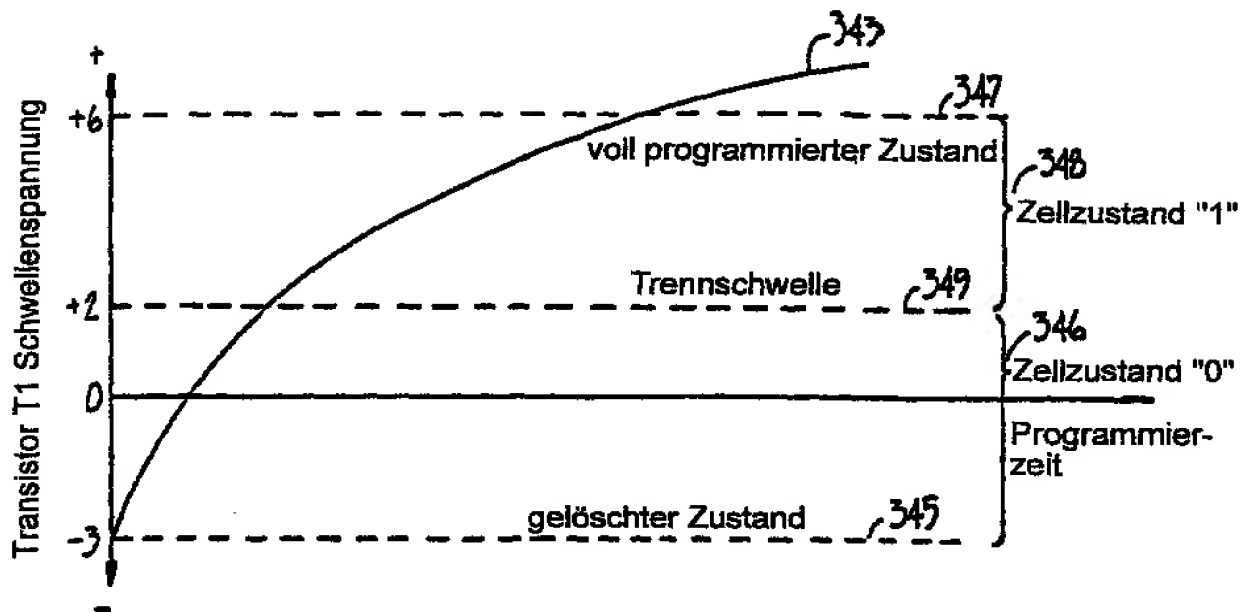 +
343
+6
347
voll programmierter Zustand
348
Zellzustand "1"
Trennschwelle
349
+2
346
Zellzustand "0"
0
Programmier-
zeit
gelöschter Zustand
345
-3
-
Transistor T1 Schwellenspannung